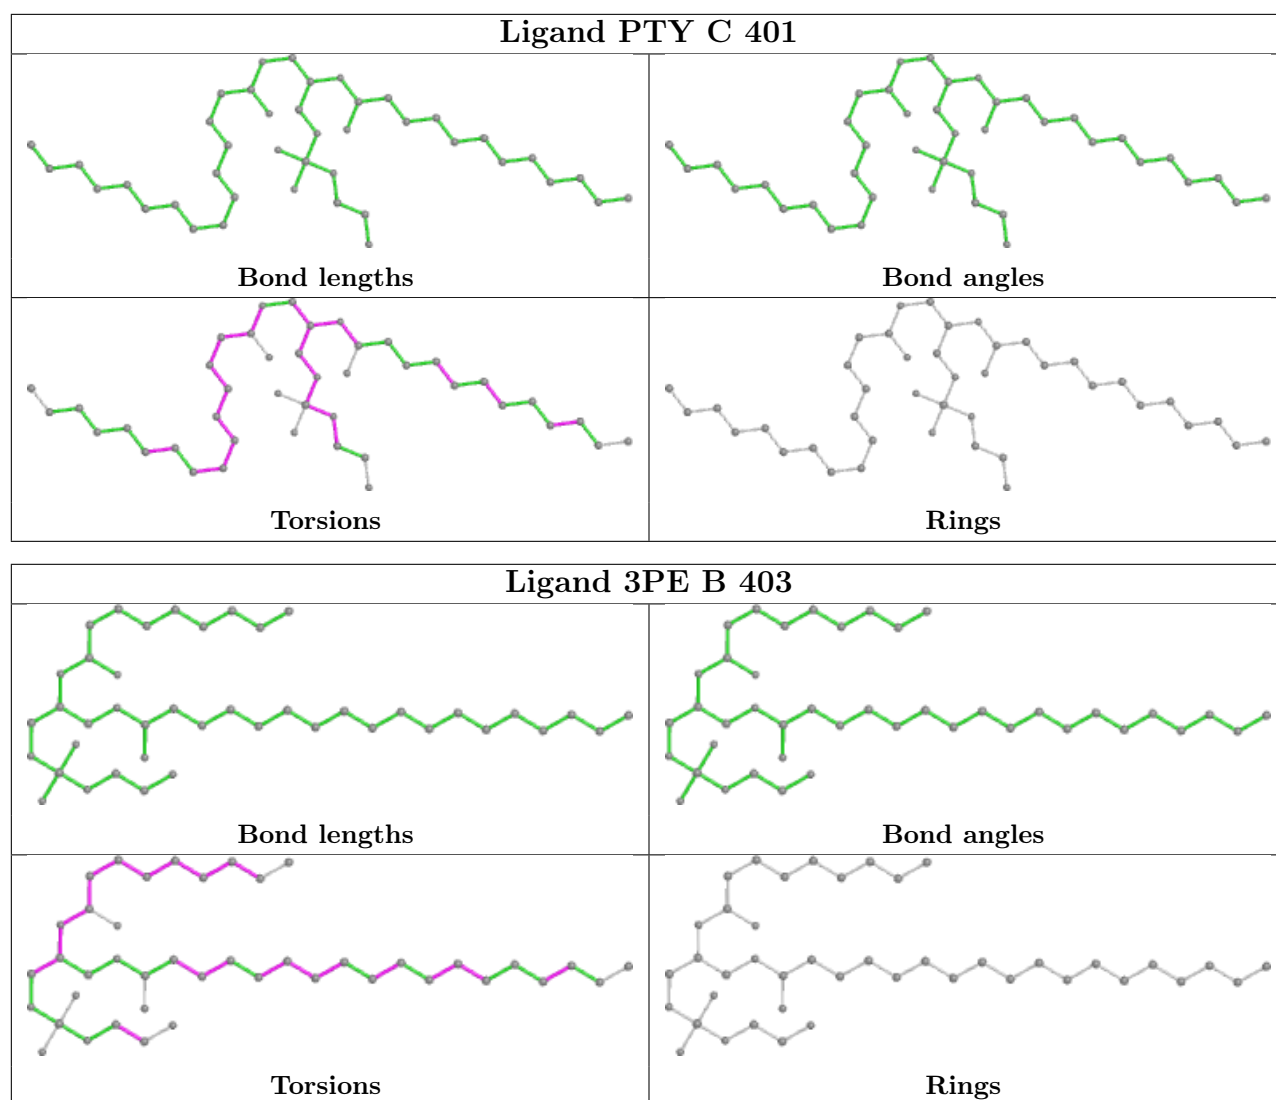 Ligand PTY C 401
Bond lengths
Bond angles
Torsions
Rings
Ligand 3PE B 403
Bond lengths
Bond angles
Torsions
Rings